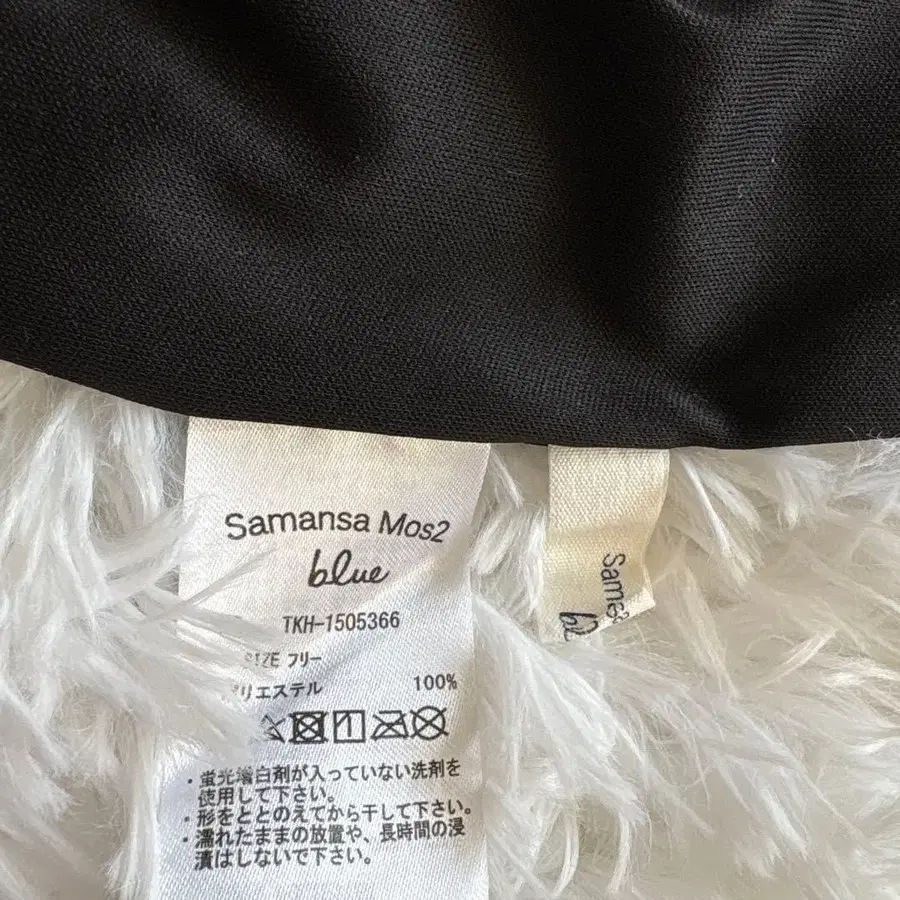 Samansa Mos2
blue
TKH-1505366
SIZE フリー
ポリエステル 100%
・蛍光増白剤が入っていない洗剤を
使用して下さい。
・形をととのえてから干して下さい。
・濡れたままの放置や、長時間の浸
漬はしないで下さい。
Samansa